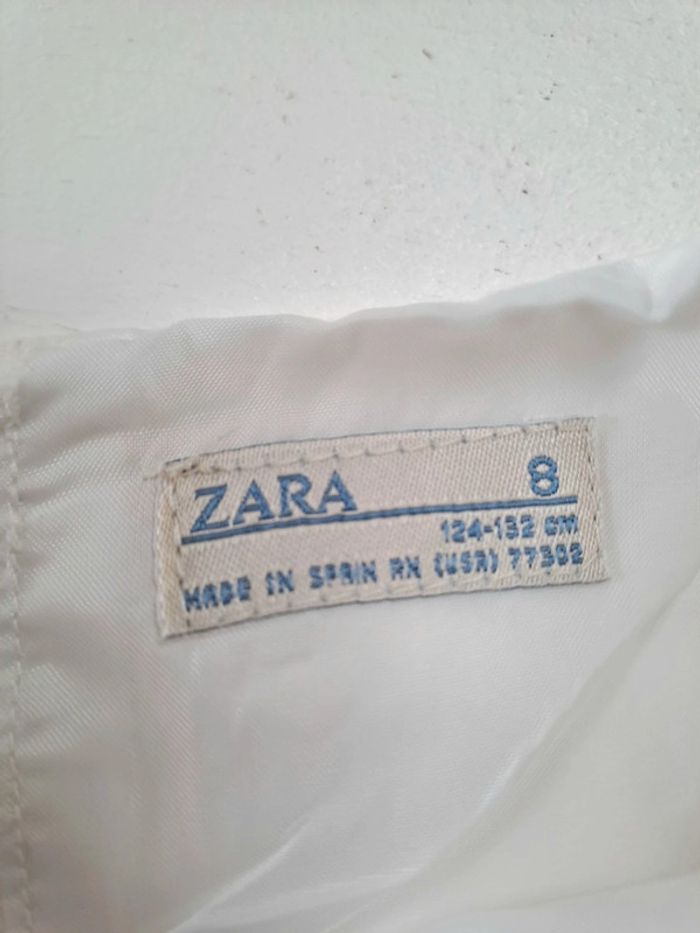 ZARA 8
124-132 CM
MADE IN SPAIN RN (USA) 77302